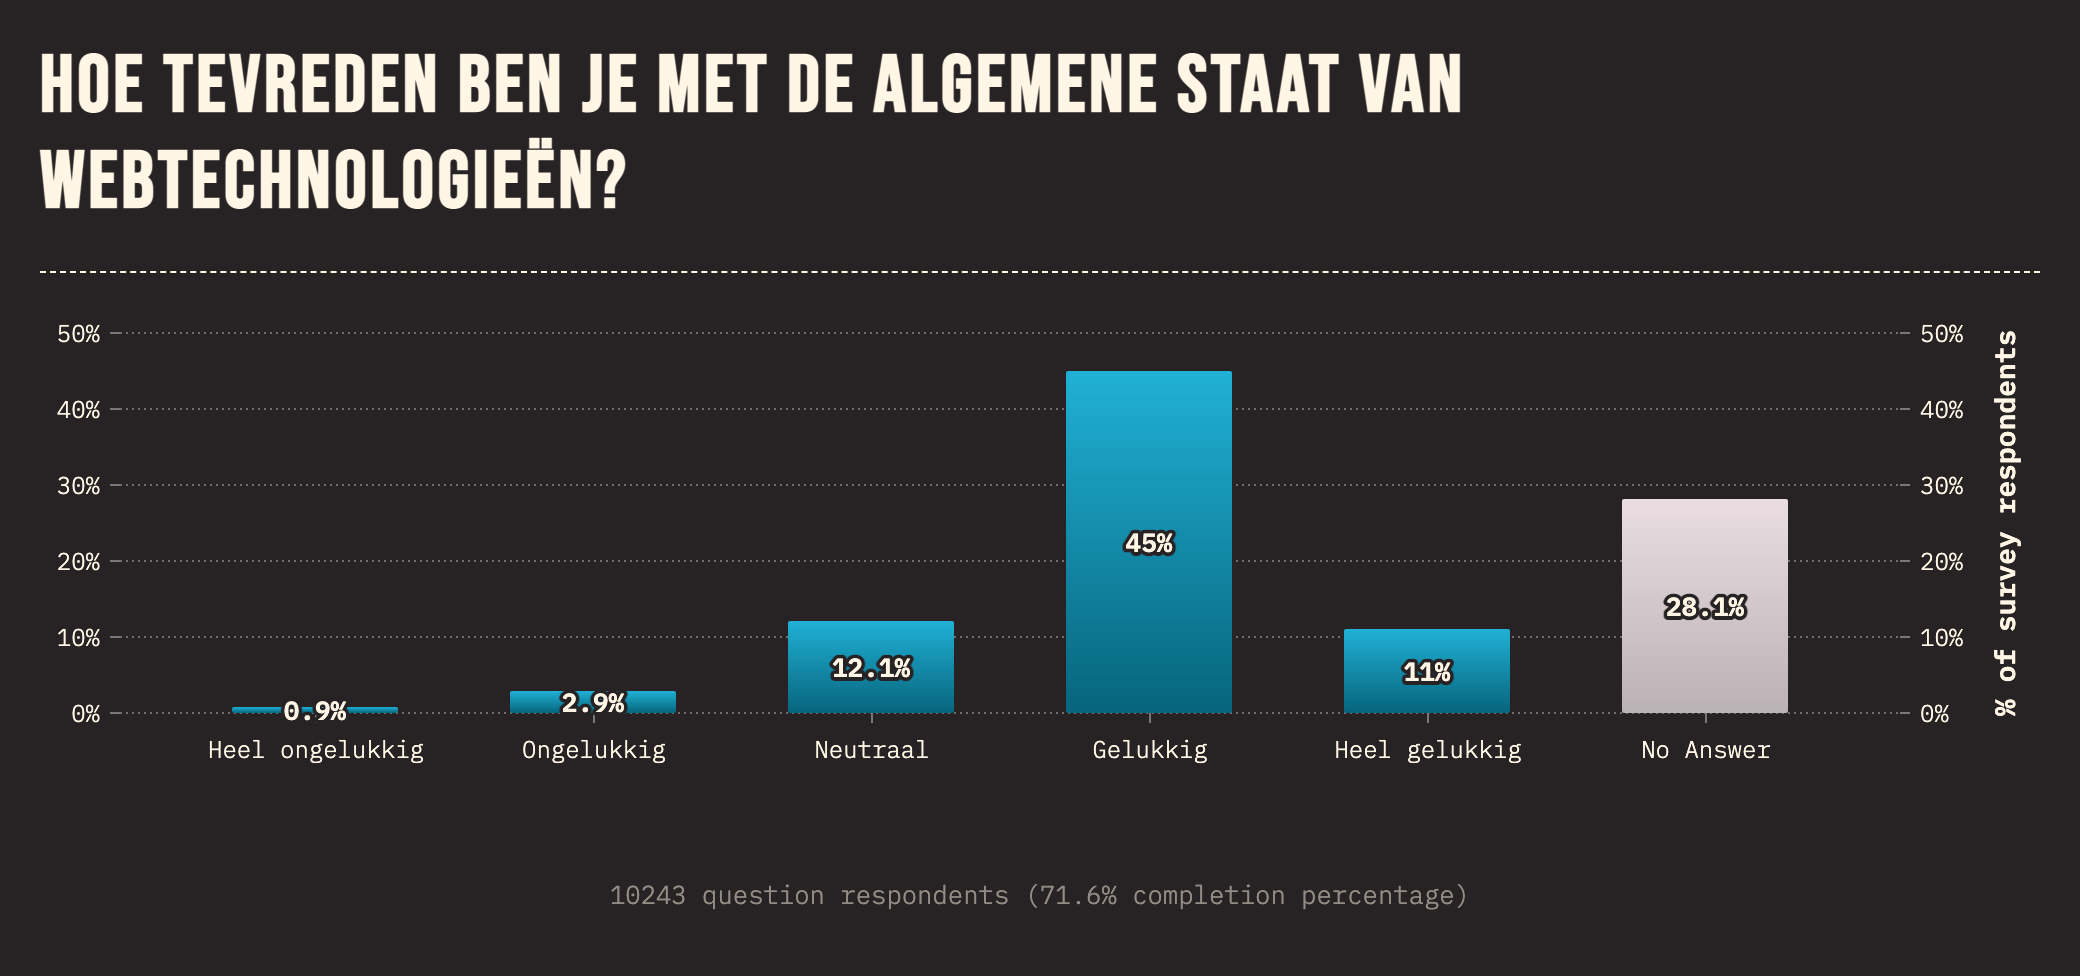 HOE TEVREDEN BEN JE MET DE ALGEMENE STAAT VAN
WEBTECHNOLOGIEËN?
50%
40%
30%
20%
10%
0%
0.9%
2.9%
12.1%
45%
11%
28.1%
50%
40%
30%
20%
10%
0%
% of survey respondents
Heel ongelukkig
Ongelukkig
Neutraal
Gelukkig
Heel gelukkig
No Answer
10243 question respondents (71.6% completion percentage)